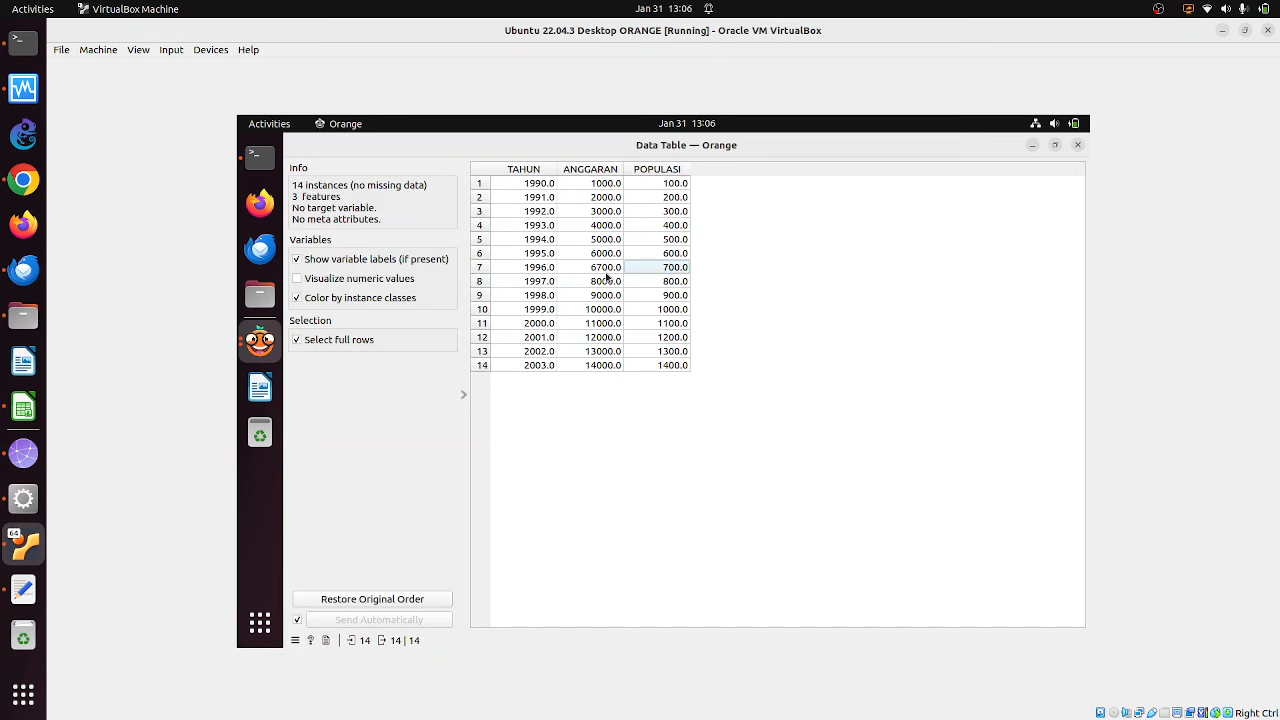 Activities VirtualBox Machine Jan 31 13:06
Ubuntu 22.04.3 Desktop ORANGE [Running] - Oracle VM VirtualBox
File Machine View Input Devices Help
Activities Orange Jan 31 13:06
Data Table — Orange
Info
14 instances (no missing data)
3 features
No target variable.
No meta attributes.
Variables
Show variable labels (if present)
Visualize numeric values
Color by instance classes
Selection
Select full rows
TAHUN ANGGARAN POPULASI
1 1990.0 1000.0 100.0
2 1991.0 2000.0 200.0
3 1992.0 3000.0 300.0
4 1993.0 4000.0 400.0
5 1994.0 5000.0 500.0
6 1995.0 6000.0 600.0
7 1996.0 6700.0 700.0
8 1997.0 8000.0 800.0
9 1998.0 9000.0 900.0
10 1999.0 10000.0 1000.0
11 2000.0 11000.0 1100.0
12 2001.0 12000.0 1200.0
13 2002.0 13000.0 1300.0
14 2003.0 14000.0 1400.0
Restore Original Order
Send Automatically
14 14 | 14
64
Right Ctrl